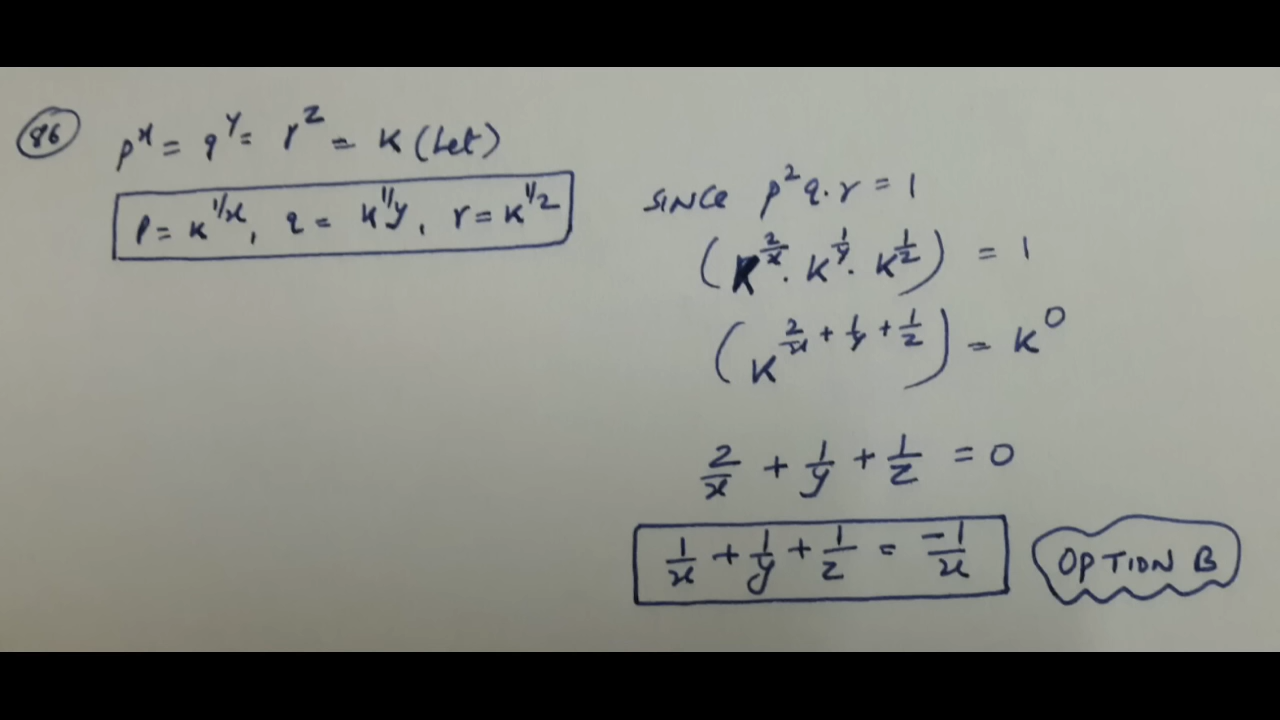 86
p^x = q^y = r^z = K (Let)
p = K^1/x, q = K^1/y, r = K^1/z
SINCE p^2 q. r = 1
(K^2/x . K^1/y . K^1/z) = 1
(K^2/x + 1/y + 1/z) = K^0
2/x + 1/y + 1/z = 0
1/x + 1/y + 1/z = -1/x
OPTION B